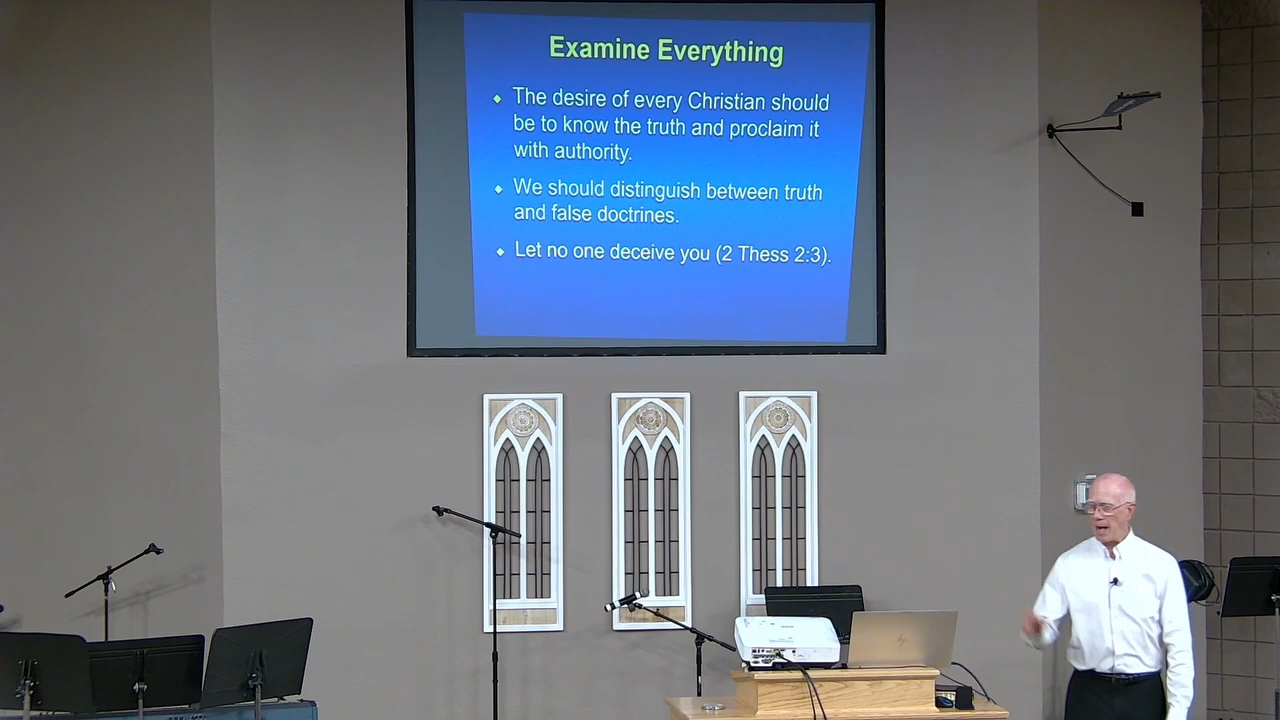 Examine Everything
The desire of every Christian should
be to know the truth and proclaim it
with authority.
We should distinguish between truth
and false doctrines.
Let no one deceive you (2 Thess 2:3).